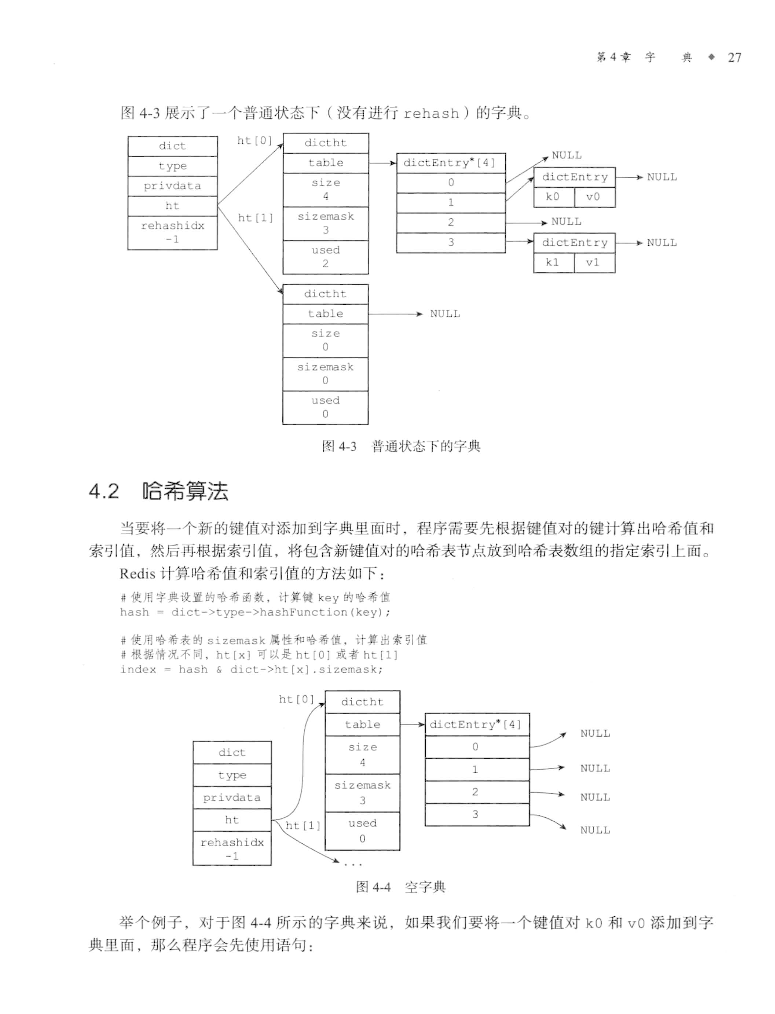 第4章 字 典 ◆ 27
图 4-3 展示了一个普通状态下（没有进行 rehash）的字典。
dict
type
privdata
ht
rehashidx
-1
ht[0]
ht[1]
dictht
table
size
4
sizemask
3
used
2
dictEntry*[4]
0
1
2
3
NULL
dictEntry
k0 v0
NULL
NULL
dictEntry
k1 v1
NULL
dictht
table
size
0
sizemask
0
used
0
NULL
图 4-3 普通状态下的字典
4.2 哈希算法
当要将一个新的键值对添加到字典里面时，程序需要先根据键值对的键计算出哈希值和
索引值，然后再根据索引值，将包含新键值对的哈希表节点放到哈希表数组的指定索引上面。
Redis 计算哈希值和索引值的方法如下：
# 使用字典设置的哈希函数，计算键 key 的哈希值
hash = dict->type->hashFunction(key);
# 使用哈希表的 sizemask 属性和哈希值，计算出索引值
# 根据情况不同，ht[x] 可以是 ht[0] 或者 ht[1]
index = hash & dict->ht[x].sizemask;
dict
type
privdata
ht
rehashidx
-1
ht[0]
ht[1]
dictht
table
size
4
sizemask
3
used
0
...
dictEntry*[4]
0
1
2
3
NULL
NULL
NULL
NULL
图 4-4 空字典
举个例子，对于图 4-4 所示的字典来说，如果我们要将一个键值对 k0 和 v0 添加到字
典里面，那么程序会先使用语句：